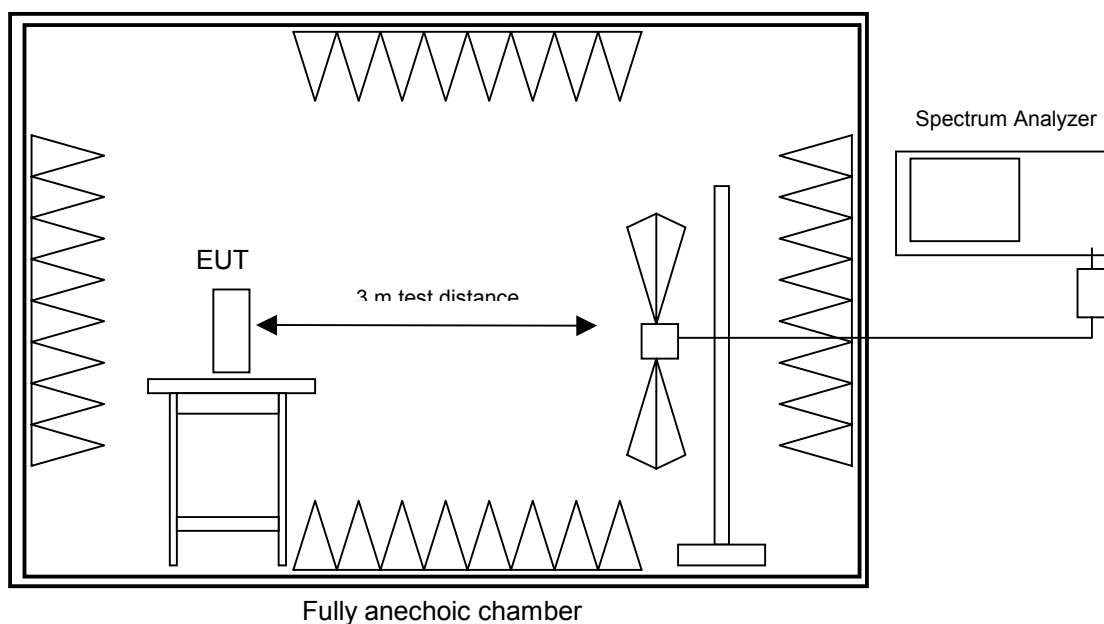 Spectrum Analyzer
EUT
3 m test distance
Fully anechoic chamber